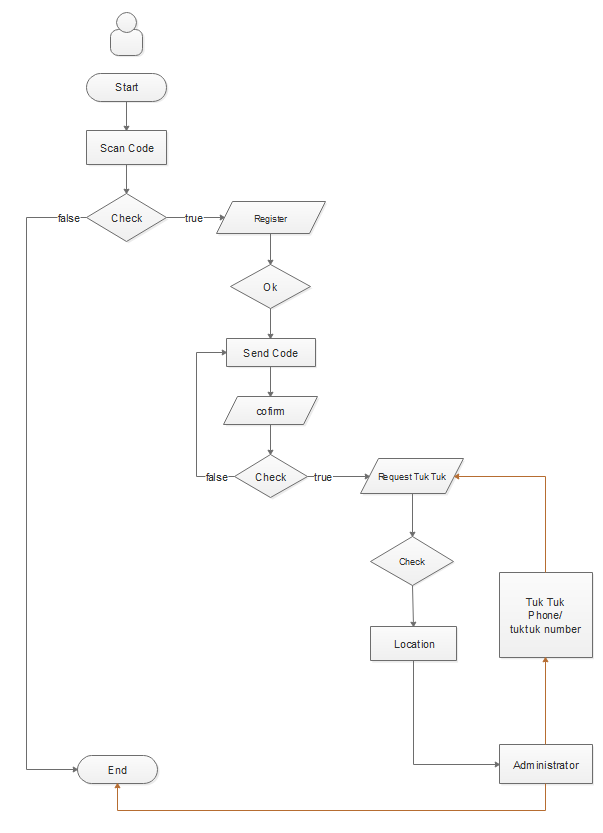 Start
Scan Code
false
Check
true
Register
Ok
Send Code
cofirm
false
Check
true
Request Tuk Tuk
Check
Tuk Tuk
Phone/
tuktuk number
Location
Administrator
End